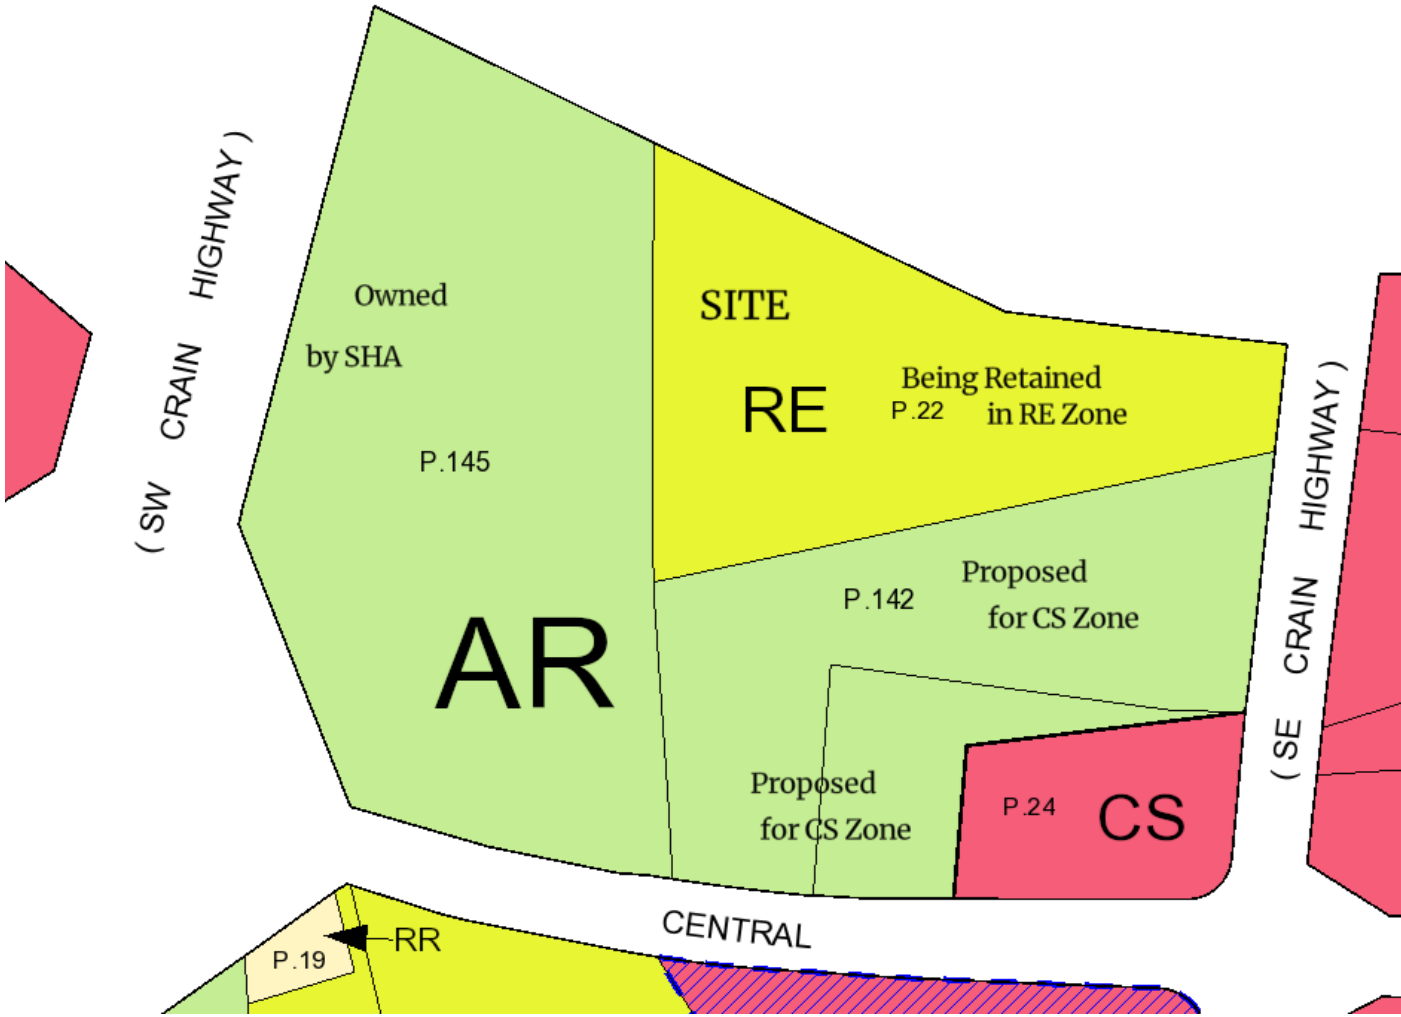 ( SW CRAIN HIGHWAY )
Owned
by SHA
P.145
AR
SITE
RE
Being Retained
P.22
in RE Zone
P.142
Proposed
for CS Zone
Proposed
for CS Zone
P.24
CS
( SE CRAIN HIGHWAY )
CENTRAL
RR
P.19